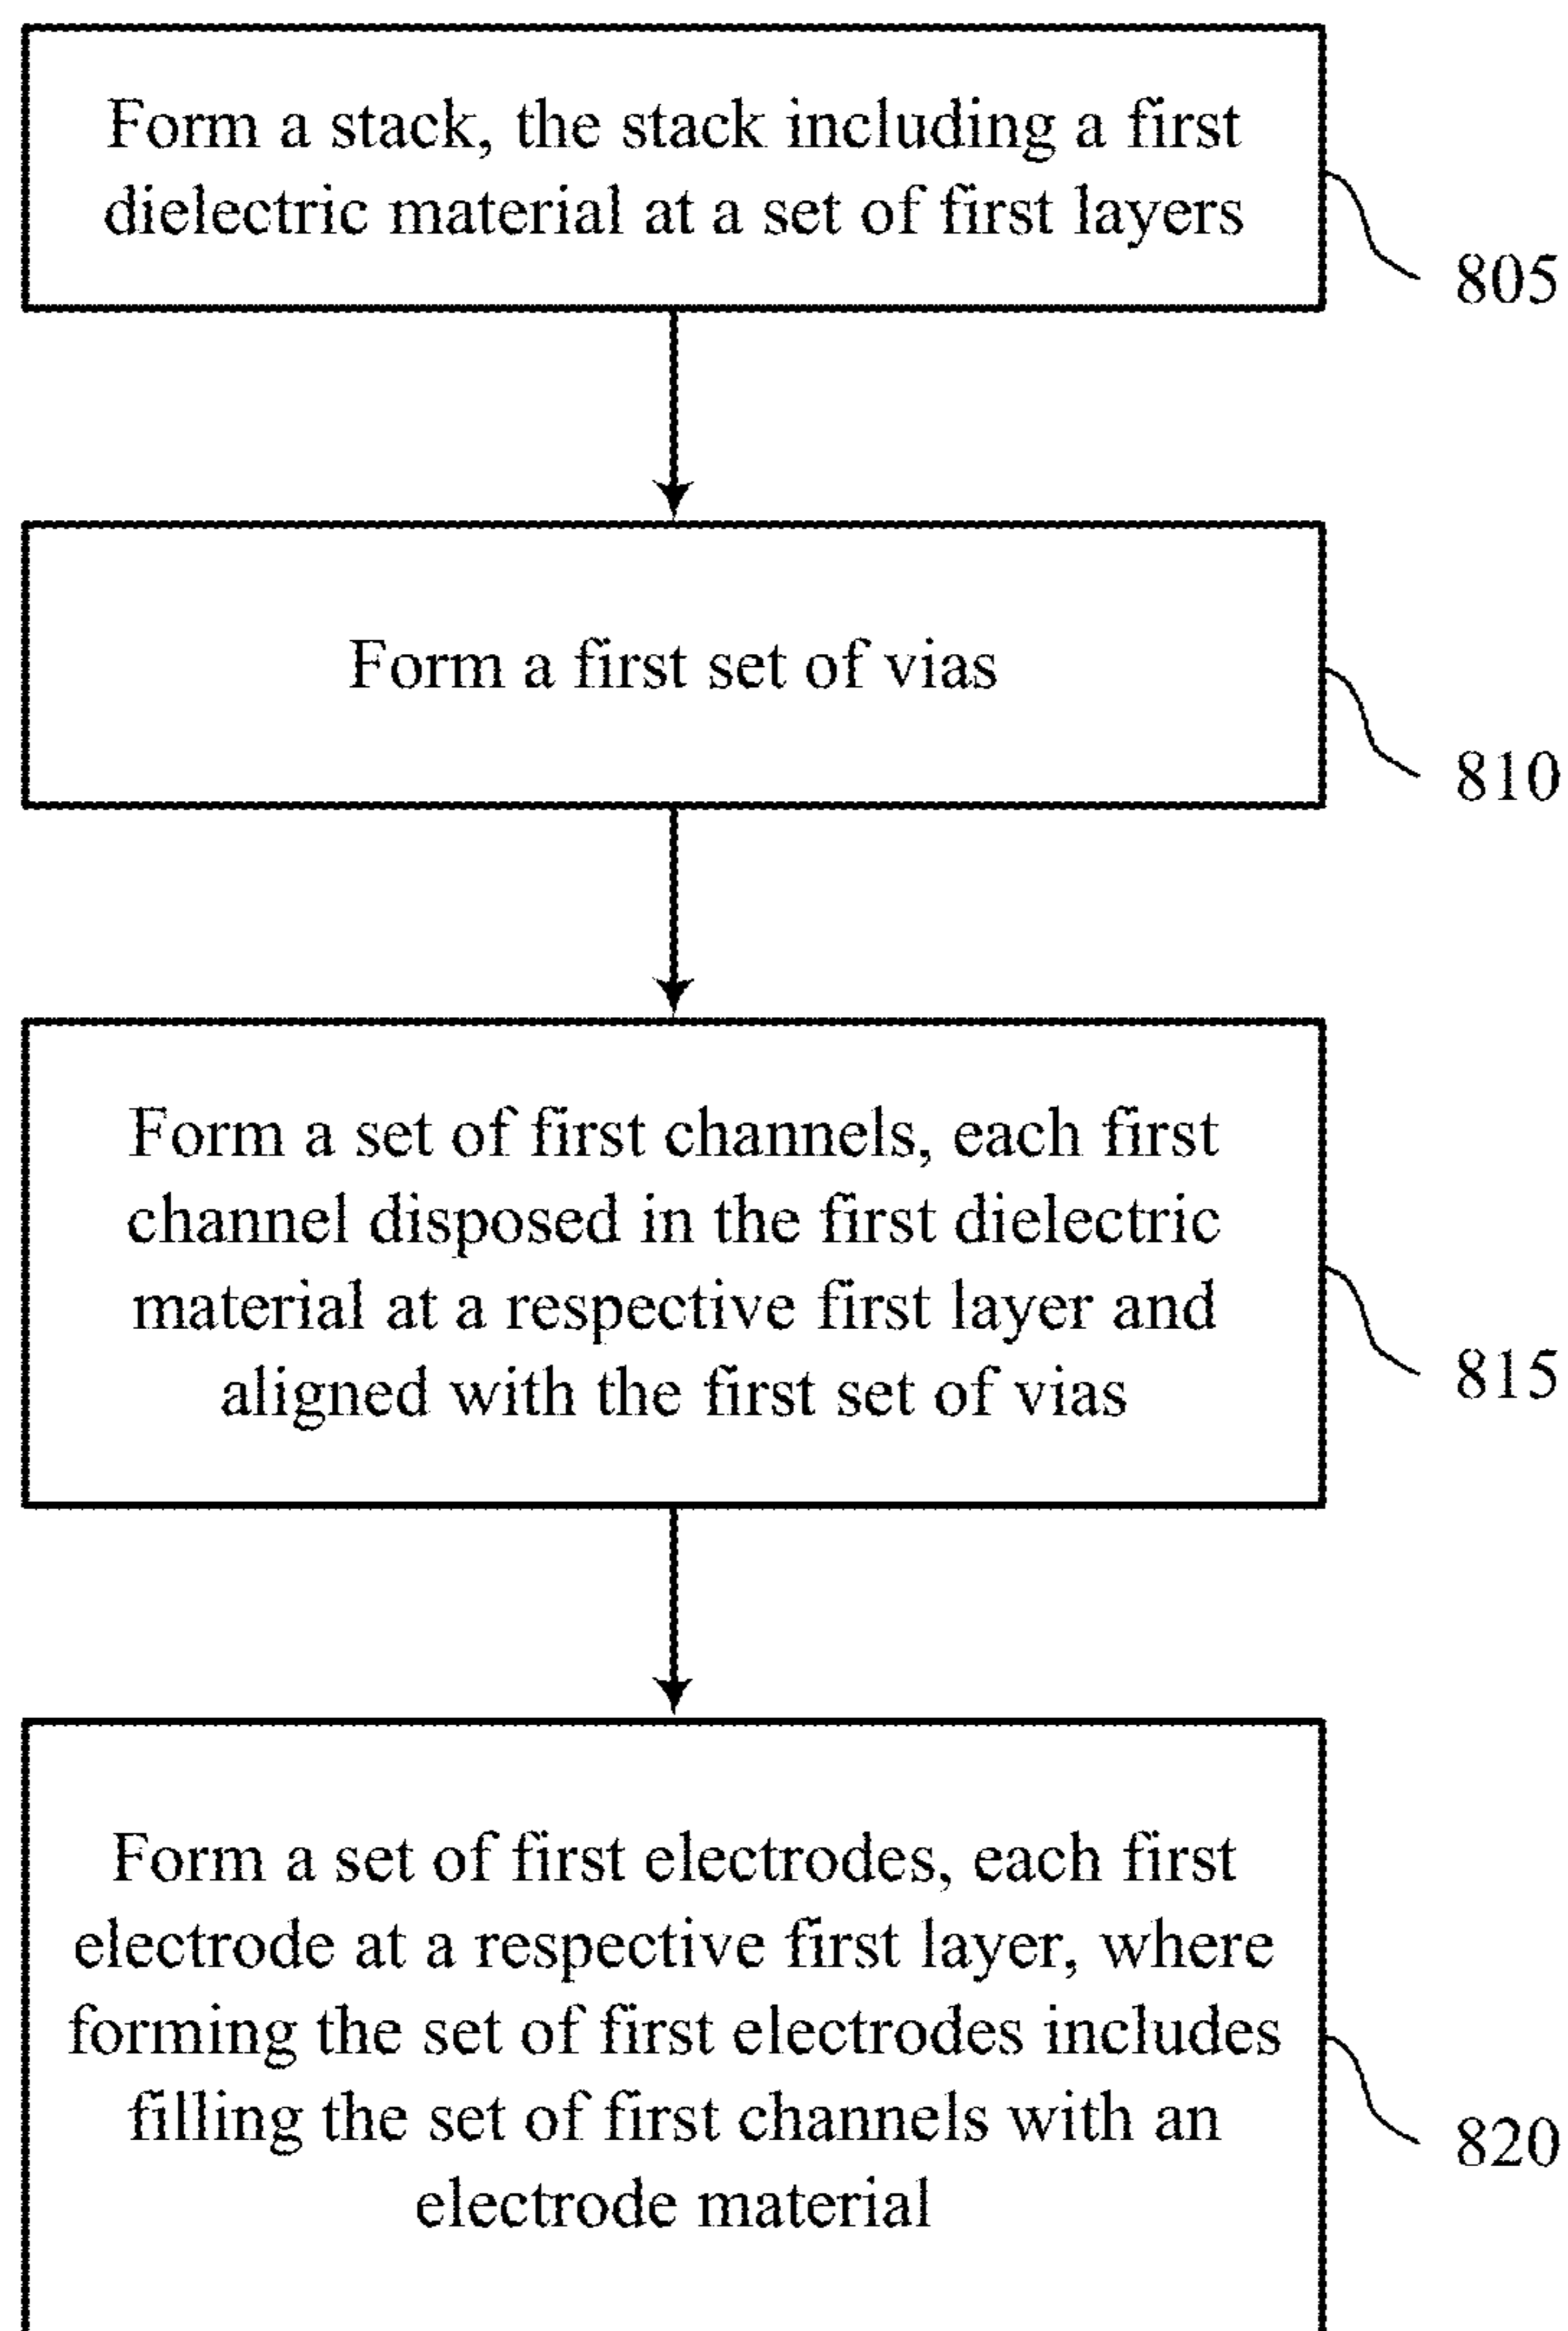 Form a stack, the stack including a first
dielectric material at a set of first layers
805
Form a first set of vias
810
Form a set of first channels, each first
channel disposed in the first dielectric
material at a respective first layer and
aligned with the first set of vias
815
Form a set of first electrodes, each first
electrode at a respective first layer, where
forming the set of first electrodes includes
filling the set of first channels with an
electrode material
820